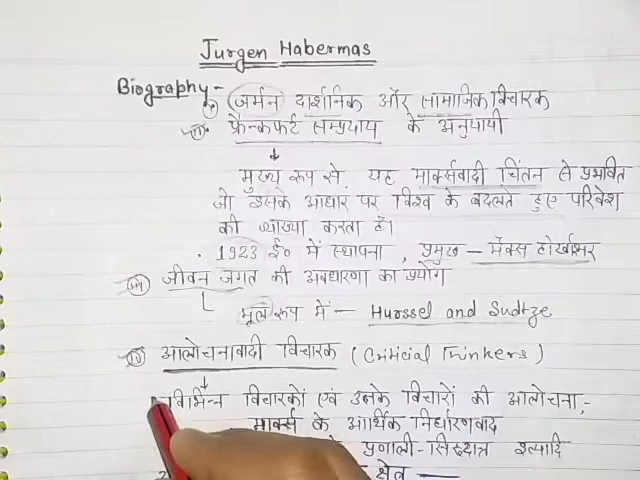 Jurgen Habermas
Biography -
(i) जर्मन दार्शनिक और सामाजिक विचारक
(ii) फ्रैन्कफर्ट सम्प्रदाय के अनुयायी
मुख्य रूप से, यह मार्क्सवादी चिंतन से प्रभवित
जो इसके आधार पर विश्व के बदलते हुए परिवेश
की व्याख्या करता है।
1923 ई० में स्थापना, प्रमुख - मैक्स होर्खाइमर
(iii) जीवन जगत की अवधारणा का प्रयोग
मूल रूप में - Hurssel and Sudtze
(iv) आलोचनावादी विचारक (Criticial Thinkers)
विभिन्न विचारकों एवं उनके विचारों की आलोचना,-
मार्क्स के आर्थिक निर्धारणवाद
प्रणाली-सिद्धान्त इत्यादि
क्षेत्र -